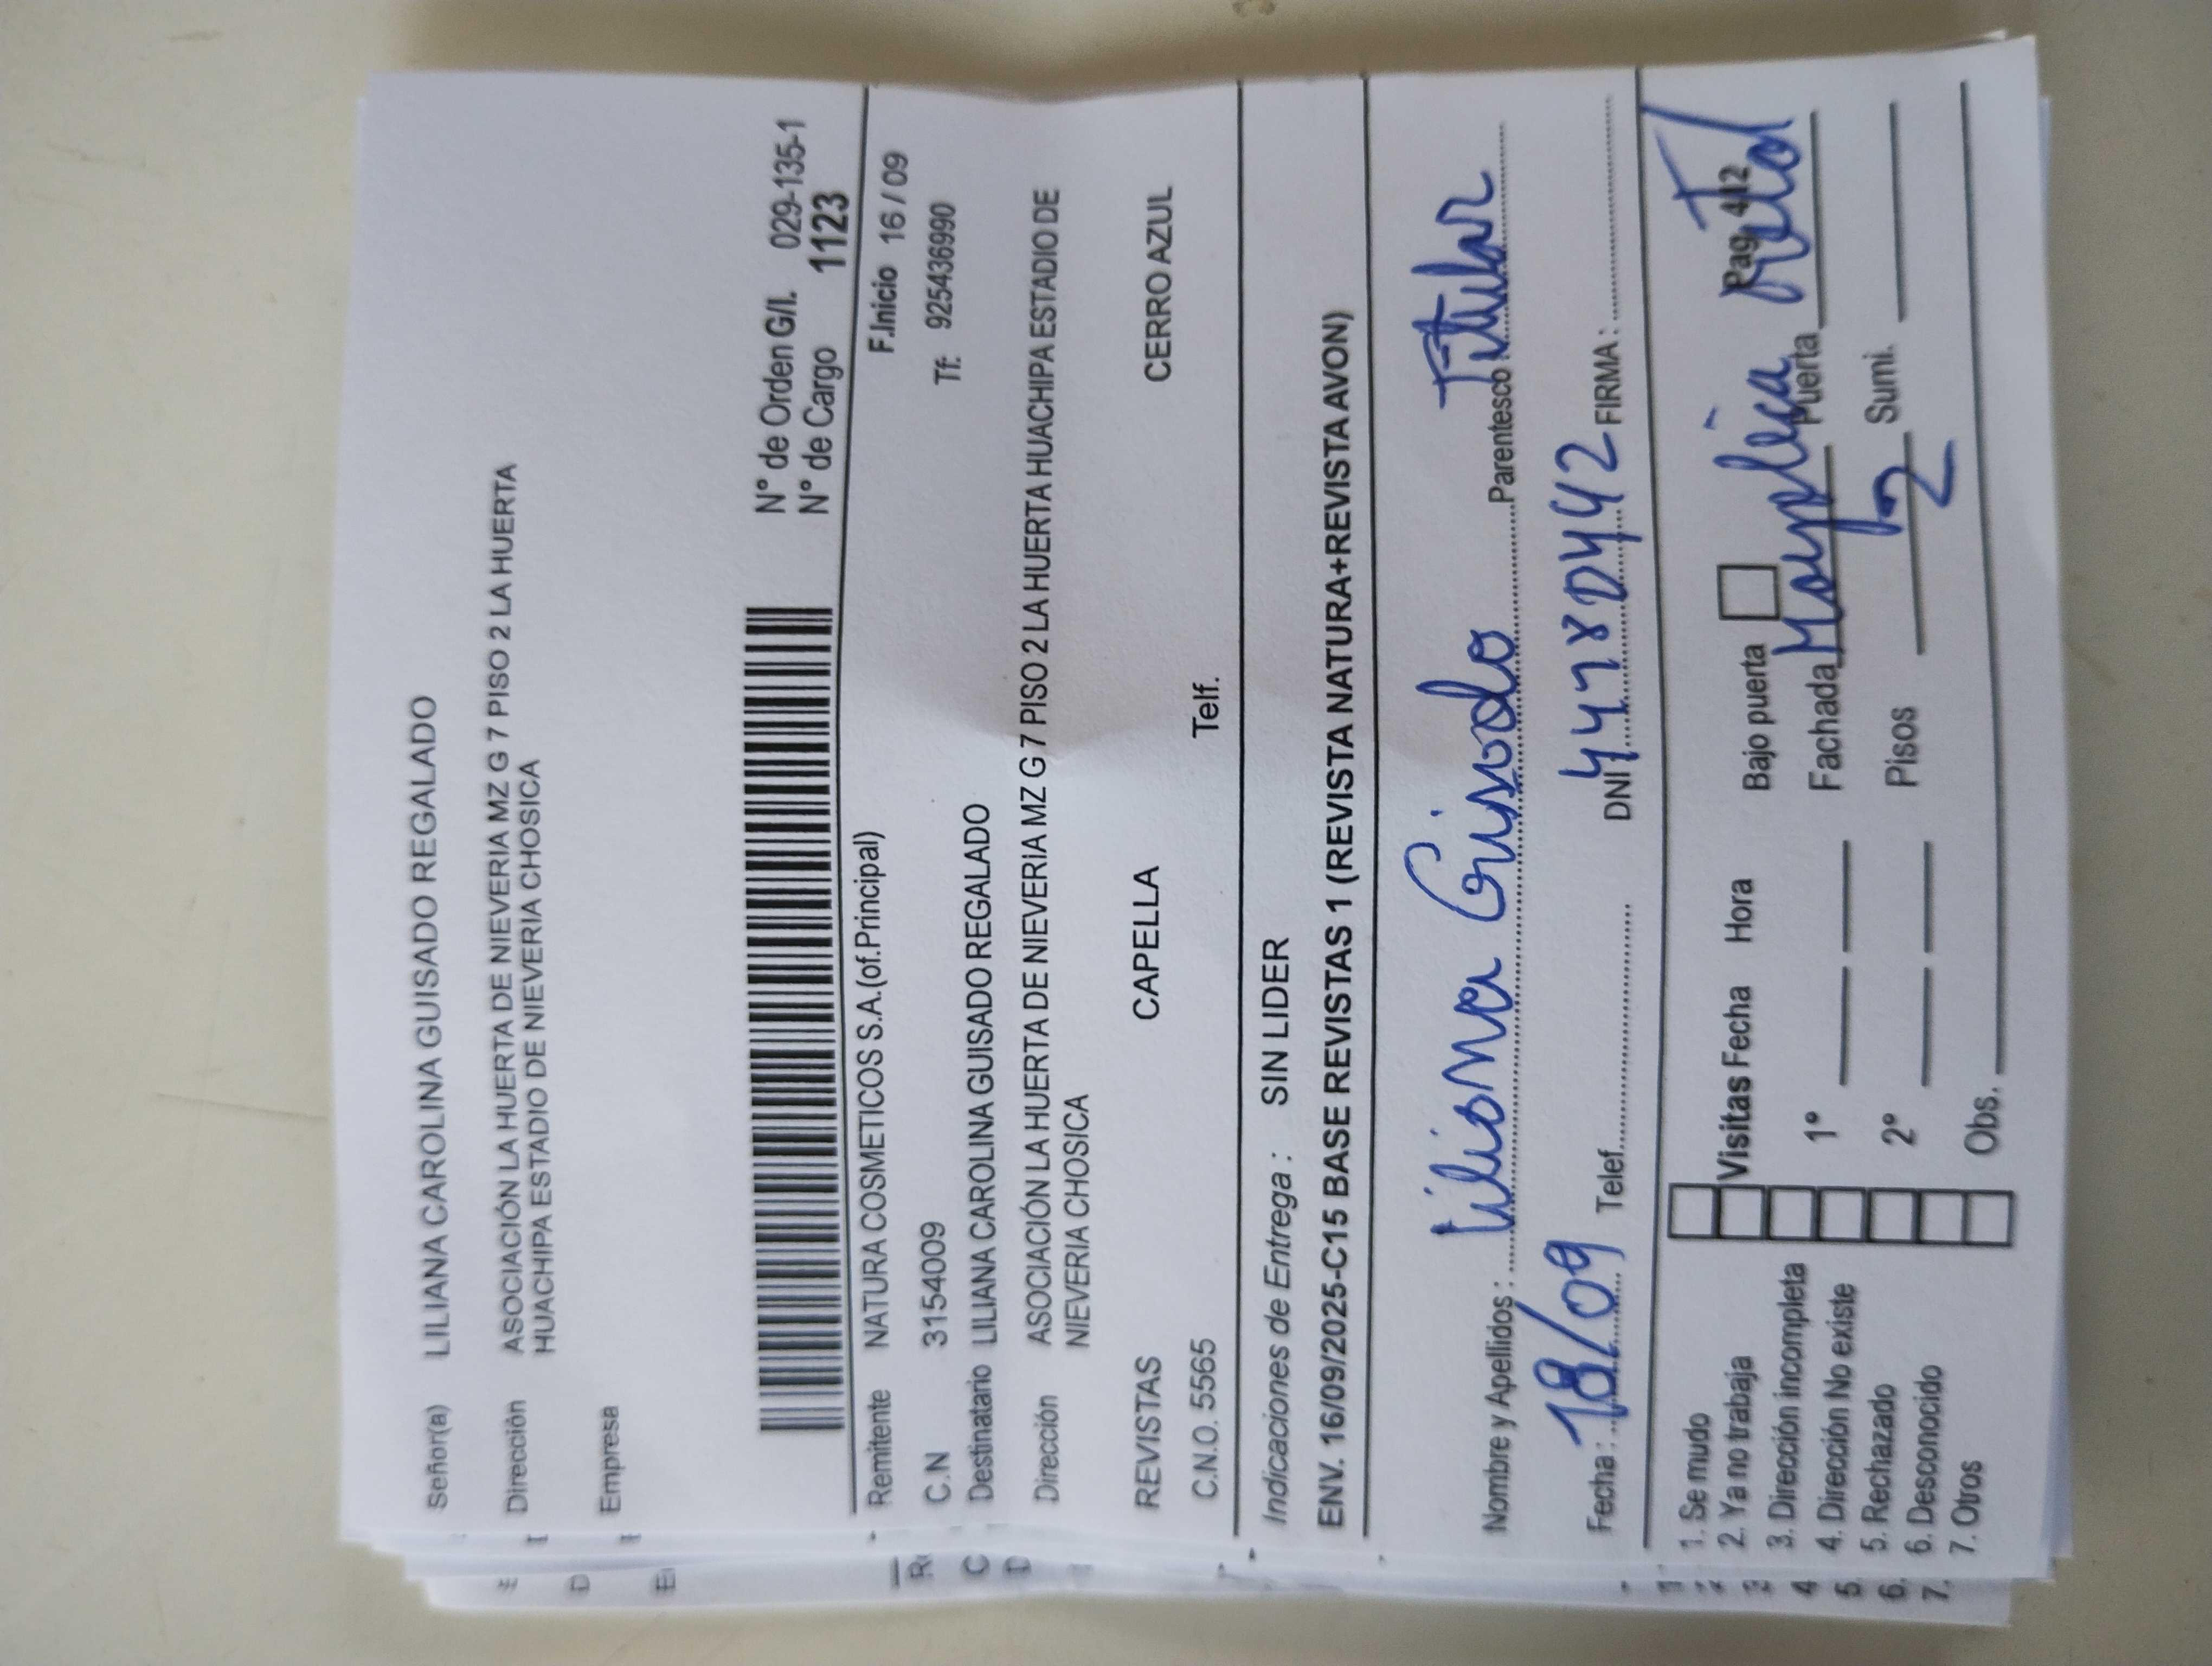 Señor(a) LILIANA CAROLINA GUISADO REGALADO
Dirección ASOCIACIÓN LA HUERTA DE NIEVERIA MZ G 7 PISO 2 LA HUERTA
HUACHIPA ESTADIO DE NIEVERIA CHOSICA
Empresa
N° de Orden G/I. 029-135-1
N° de Cargo 1123
Remitente NATURA COSMETICOS S.A.(of.Principal) F.Inicio 16 / 09
C.N 3154009 Tf. 925436990
Destinatario LILIANA CAROLINA GUISADO REGALADO
Dirección ASOCIACIÓN LA HUERTA DE NIEVERIA MZ G 7 PISO 2 LA HUERTA HUACHIPA ESTADIO DE
NIEVERIA CHOSICA
REVISTAS CAPELLA CERRO AZUL
C.N.O. 5565 Telf.
Indicaciones de Entrega : SIN LIDER
ENV. 16/09/2025-C15 BASE REVISTAS 1 (REVISTA NATURA+REVISTA AVON)
Nombre y Apellidos : Liliana Guisado Parentesco : Titular
Fecha : 18/09 Telef. DNI FIRMA :
1. Se mudo
2. Ya no trabaja
3. Dirección incompleta
4. Dirección No existe
5. Rechazado
6. Desconocido
7. Otros
Visitas Fecha Hora
1°
2°
Obs.
Bajo puerta Pag 442
Fachada Puerta
Pisos 2 Sumi.